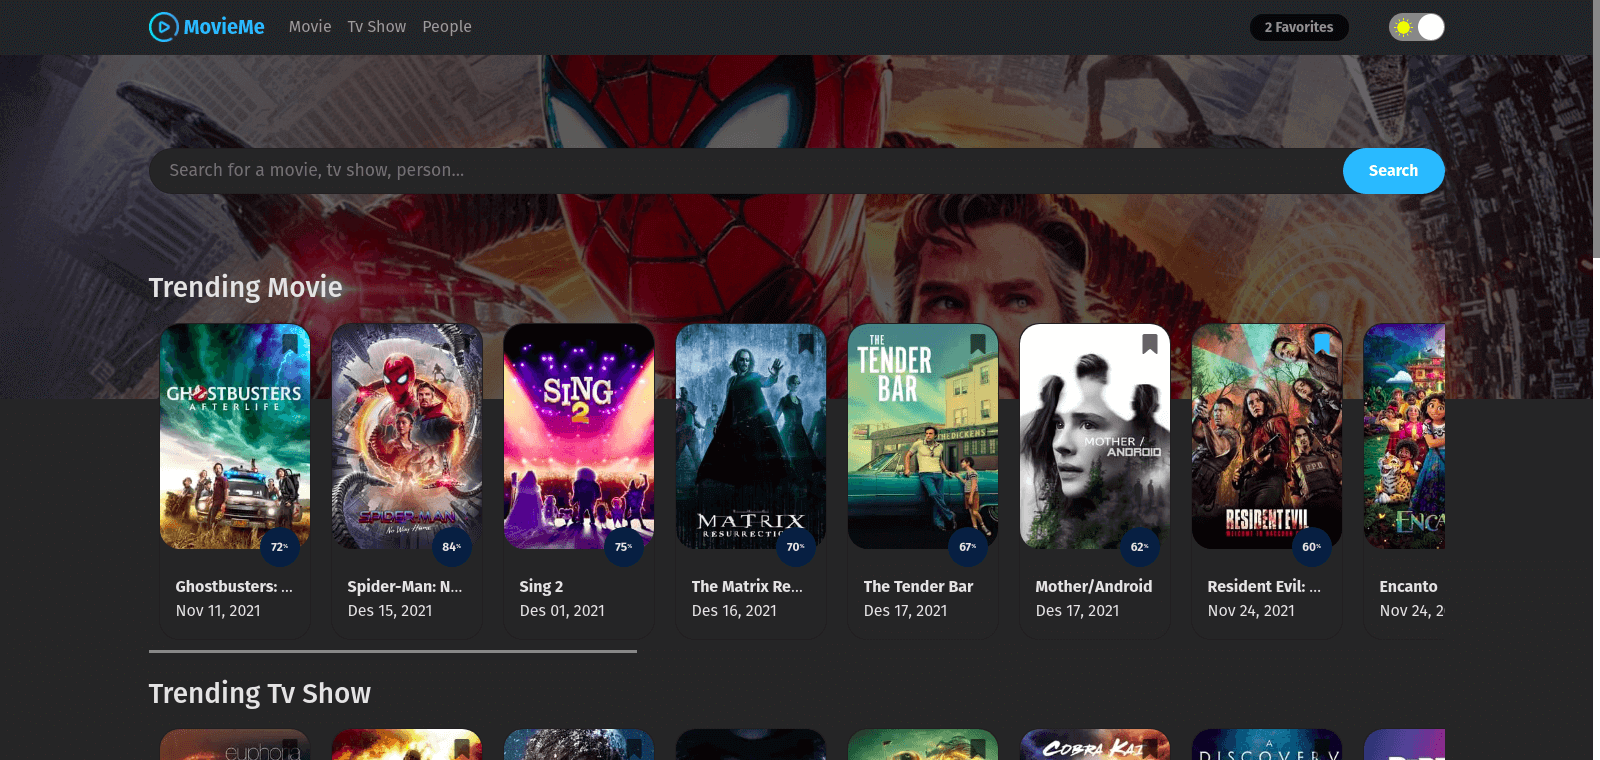 MovieMe Movie Tv Show People 2 Favorites
Search for a movie, tv show, person... Search
Trending Movie
GHOSTBUSTERS
AFTERLIFE
SPIDER-MAN
No Way Home
SING
2
MATRIX
RESURRECTIO
THE
TENDER
BAR
THE DICKENS
MOTHER /
ANDROID
R.P.D.
RESIDENT EVIL
WELCOME TO RACCOON
ENCA
72% 84% 75% 70% 67% 62% 60%
Ghostbusters: ... Spider-Man: N... Sing 2 The Matrix Re... The Tender Bar Mother/Android Resident Evil: ... Encanto
Nov 11, 2021 Des 15, 2021 Des 01, 2021 Des 16, 2021 Des 17, 2021 Des 17, 2021 Nov 24, 2021 Nov 24, 2
Trending Tv Show
euphoria
COBRA KAI
A
DISCOVERY